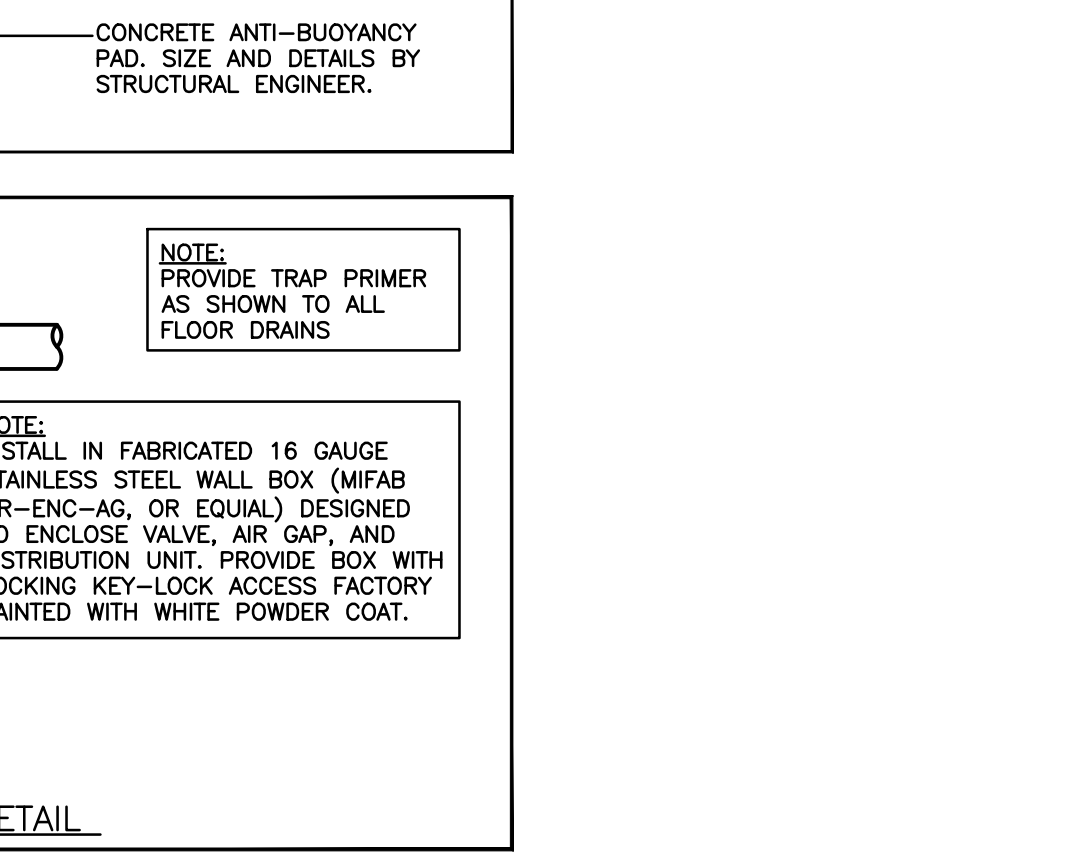 CONCRETE ANTI-BUOYANCY
PAD. SIZE AND DETAILS BY
STRUCTURAL ENGINEER.
NOTE:
PROVIDE TRAP PRIMER
AS SHOWN TO ALL
FLOOR DRAINS
OTE:
STALL IN FABRICATED 16 GAUGE
TAINLESS STEEL WALL BOX (MIFAB
R-ENC-AG, OR EQUIAL) DESIGNED
O ENCLOSE VALVE, AIR GAP, AND
STRIBUTION UNIT. PROVIDE BOX WITH
OCKING KEY-LOCK ACCESS FACTORY
AINTED WITH WHITE POWDER COAT.
ETAIL